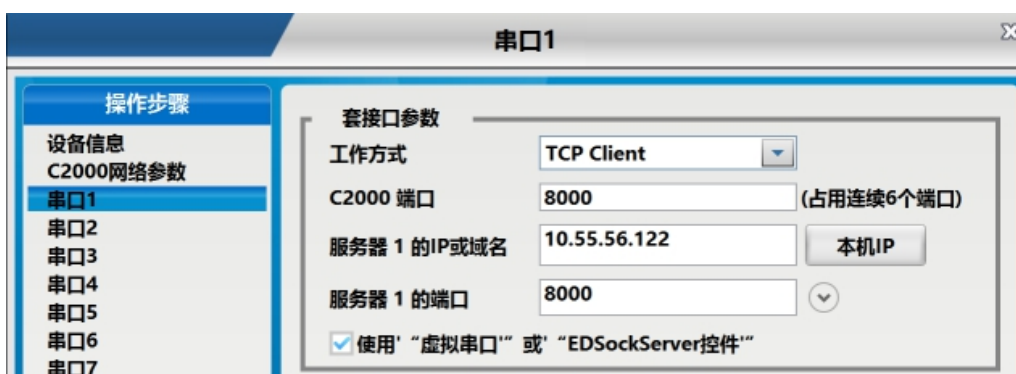 串口1
操作步骤
设备信息
C2000网络参数
串口1
串口2
串口3
串口4
串口5
串口6
串口7
套接口参数
工作方式 TCP Client
C2000 端口 8000 (占用连续6个端口)
服务器 1 的IP或域名 10.55.56.122 本机IP
服务器 1 的端口 8000
使用' “虚拟串口'” 或' “EDSockServer控件'”